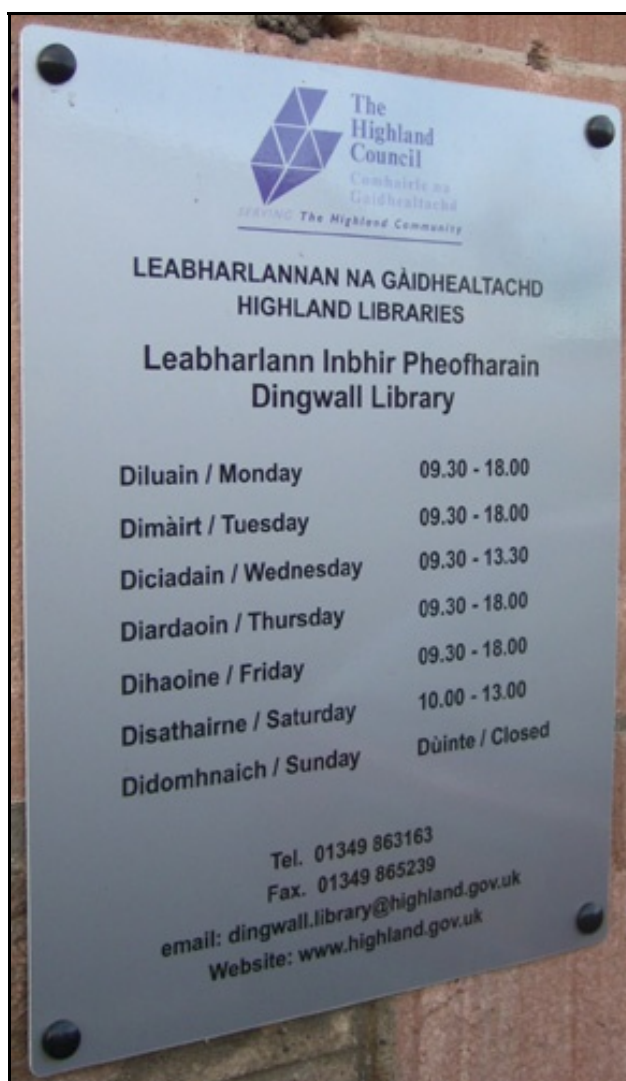 The
Highland
Council
Comhairle na
Gaidhealtachd
SERVING The Highland Community
LEABHARLANNAN NA GÀIDHEALTACHD
HIGHLAND LIBRARIES
Leabharlann Inbhir Pheofharain
Dingwall Library
Diluain / Monday 09.30 - 18.00
Dimàirt / Tuesday 09.30 - 18.00
Diciadain / Wednesday 09.30 - 13.30
Diardaoin / Thursday 09.30 - 18.00
Dihaoine / Friday 09.30 - 18.00
Disathairne / Saturday 10.00 - 13.00
Didomhnaich / Sunday Dùinte / Closed
Tel. 01349 863163
Fax. 01349 865239
email: dingwall.library@highland.gov.uk
Website: www.highland.gov.uk